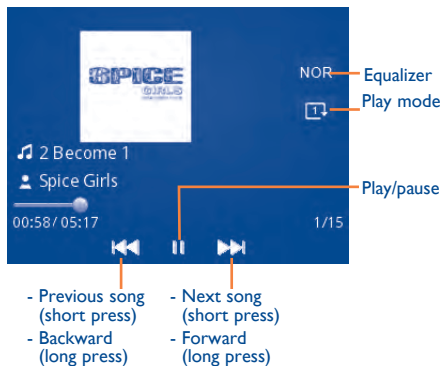 SPICE
GIRLS
NOR
Equalizer
1
Play mode
2 Become 1
Spice Girls
Play/pause
00:58/ 05:17
1/15
- Previous song
(short press)
- Backward
(long press)
- Next song
(short press)
- Forward
(long press)